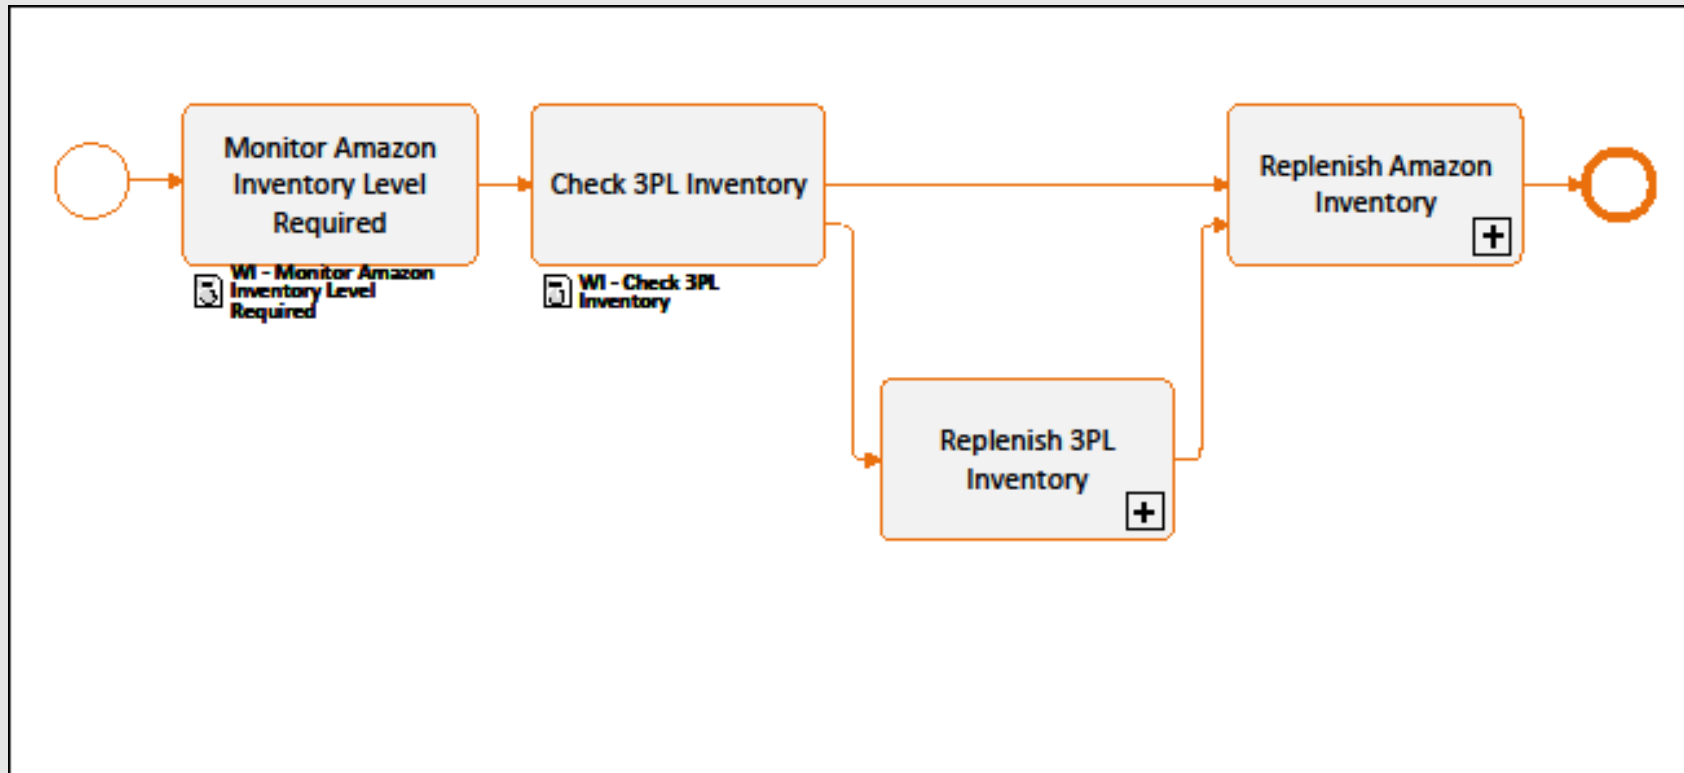 Monitor Amazon
Inventory Level
Required
WI - Monitor Amazon
Inventory Level
Required
Check 3PL Inventory
WI - Check 3PL
Inventory
Replenish 3PL
Inventory
Replenish Amazon
Inventory